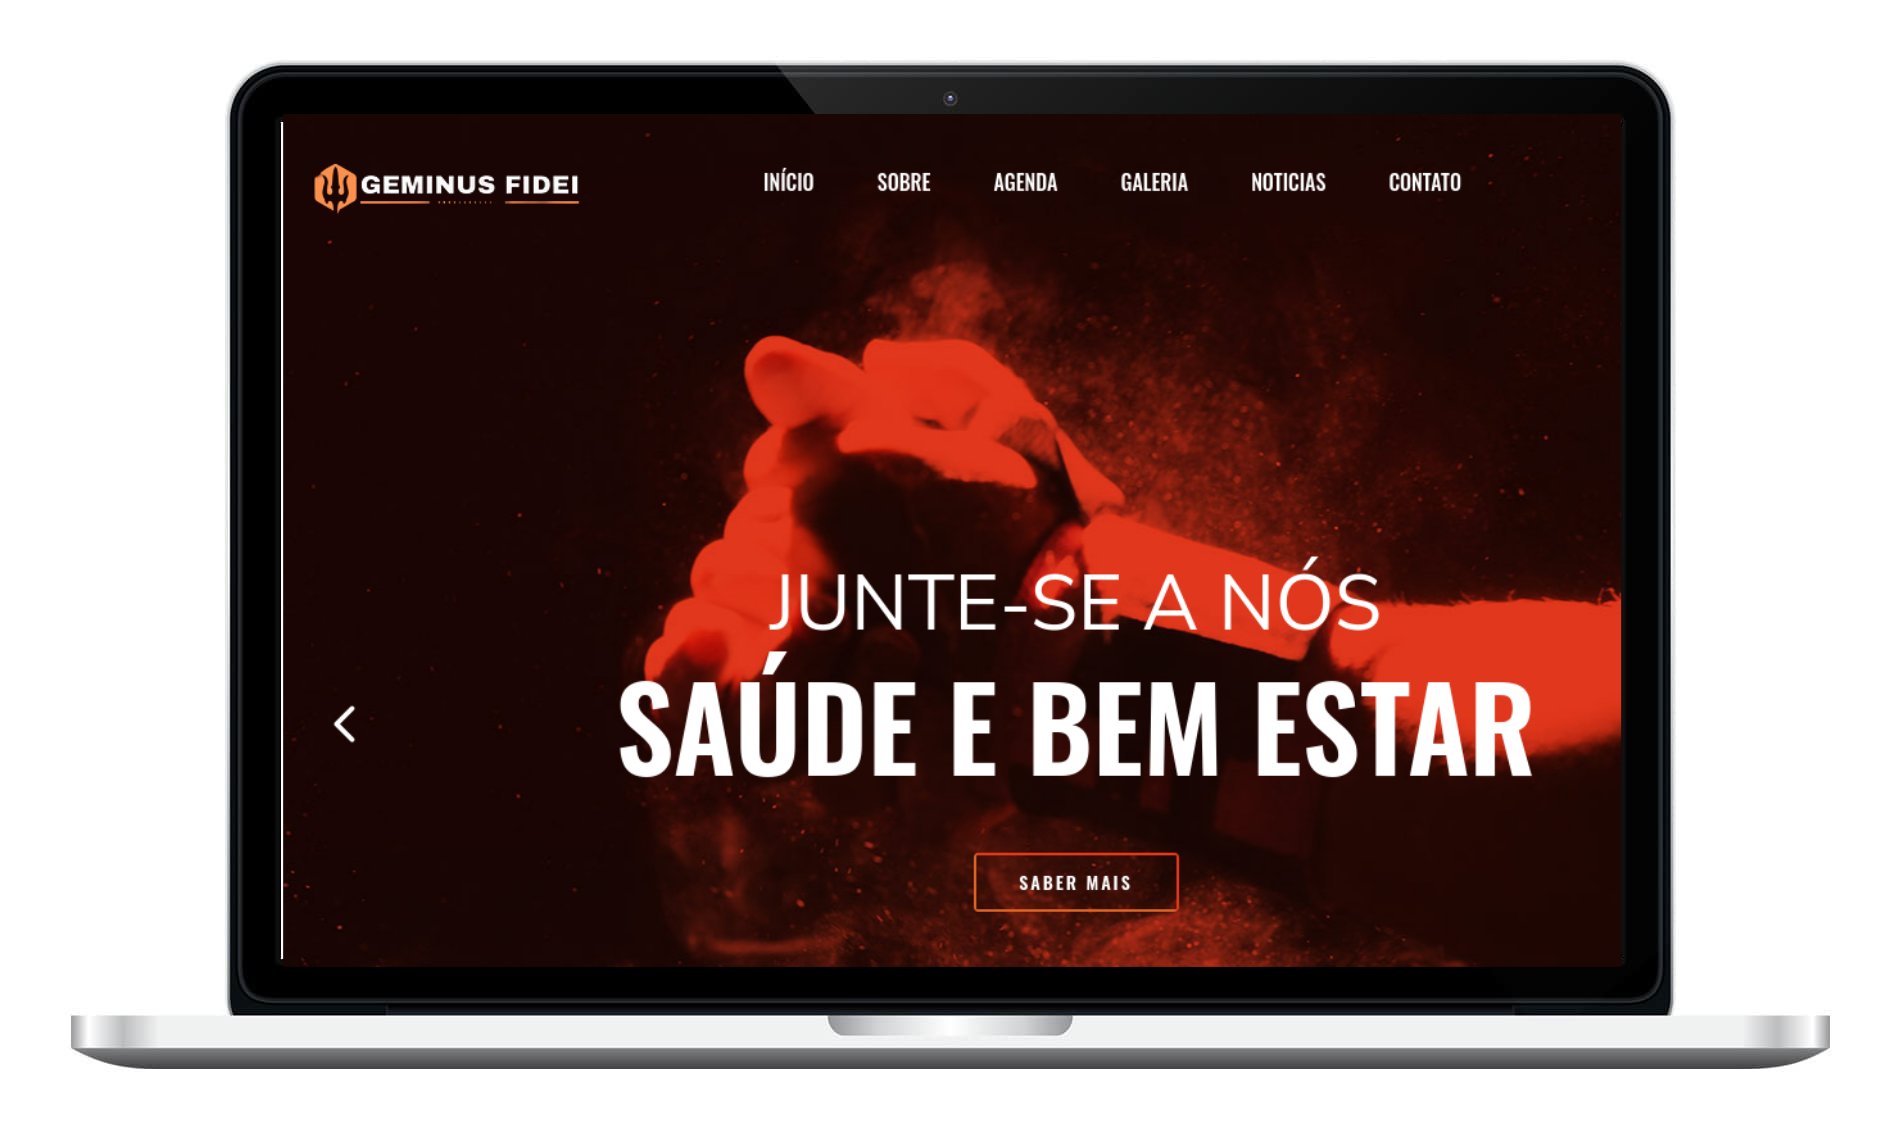 GEMINUS FIDEI
INÍCIO SOBRE AGENDA GALERIA NOTICIAS CONTATO
JUNTE-SE A NÓS
SAÚDE E BEM ESTAR
SABER MAIS